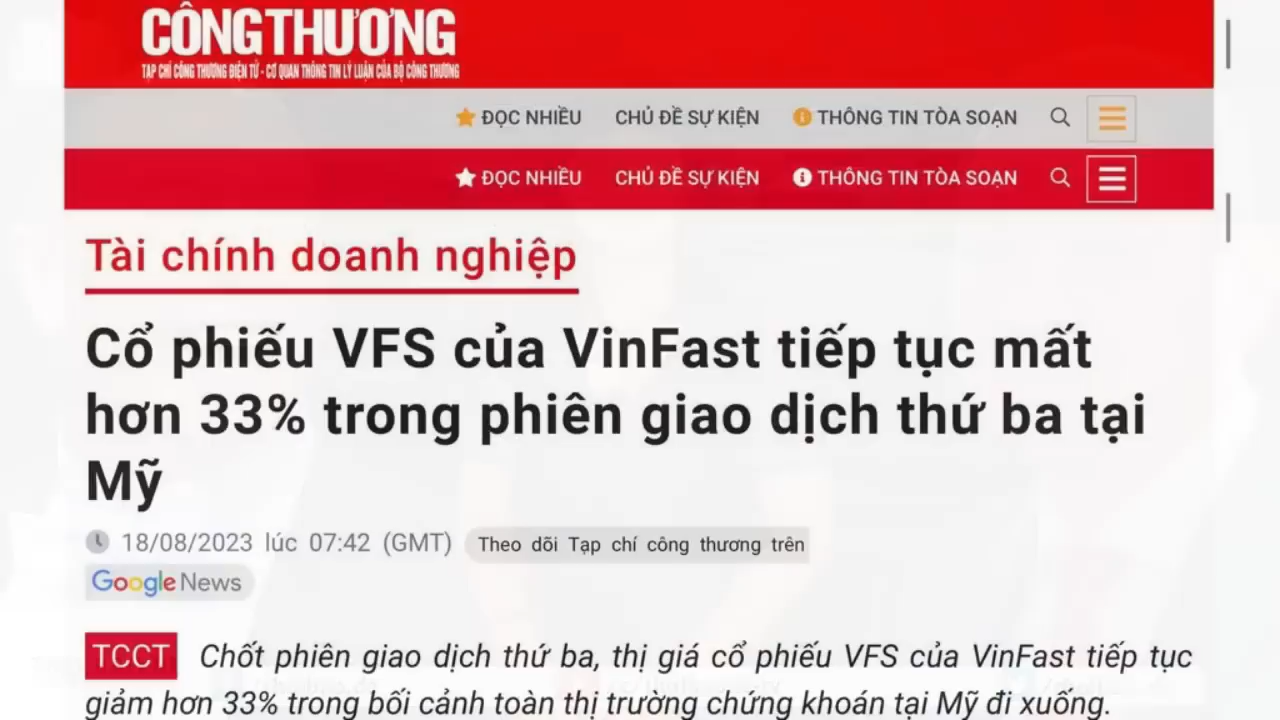 CÔNG THƯƠNG
TẠP CHÍ CÔNG THƯƠNG ĐIỆN TỬ - CƠ QUAN THÔNG TIN LÝ LUẬN CỦA BỘ CÔNG THƯƠNG
ĐỌC NHIỀU CHỦ ĐỀ SỰ KIỆN THÔNG TIN TÒA SOẠN
ĐỌC NHIỀU CHỦ ĐỀ SỰ KIỆN THÔNG TIN TÒA SOẠN
Tài chính doanh nghiệp
Cổ phiếu VFS của VinFast tiếp tục mất
hơn 33% trong phiên giao dịch thứ ba tại
Mỹ
18/08/2023 lúc 07:42 (GMT) Theo dõi Tạp chí công thương trên
Google News
TCCT Chốt phiên giao dịch thứ ba, thị giá cổ phiếu VFS của VinFast tiếp tục
giảm hơn 33% trong bối cảnh toàn thị trường chứng khoán tại Mỹ đi xuống.